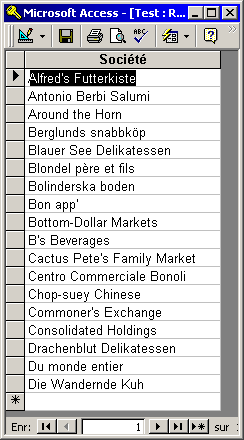 Microsoft Access - [Test : R...
Société
Alfred's Futterkiste
Antonio Berbi Salumi
Around the Horn
Berglunds snabbköp
Blauer See Delikatessen
Blondel père et fils
Bolinderska boden
Bon app'
Bottom-Dollar Markets
B's Beverages
Cactus Pete's Family Market
Centro Commerciale Bonoli
Chop-suey Chinese
Commoner's Exchange
Consolidated Holdings
Drachenblut Delikatessen
Du monde entier
Die Wandernde Kuh
Enr: 1 sur :